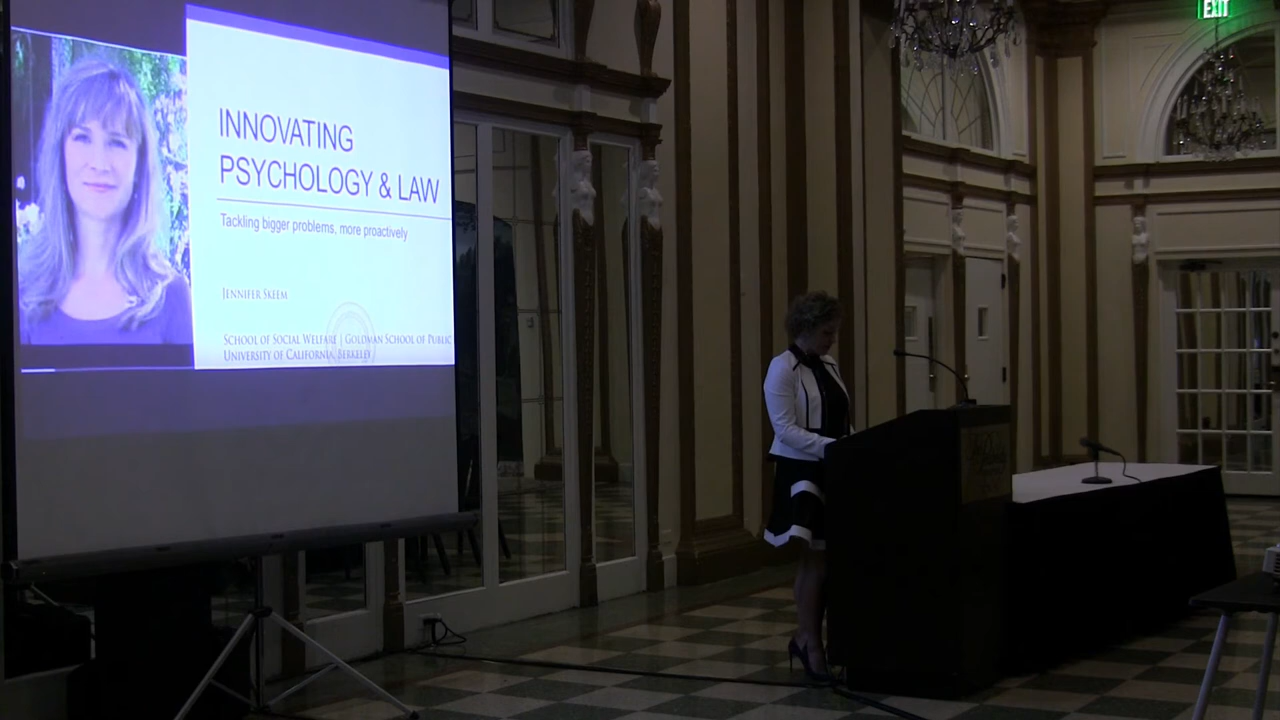 EXIT
INNOVATING
PSYCHOLOGY & LAW
Tackling bigger problems, more proactively
JENNIFER SKEEM
SCHOOL OF SOCIAL WELFARE | GOLDMAN SCHOOL OF PUBLIC
UNIVERSITY OF CALIFORNIA, BERKELEY